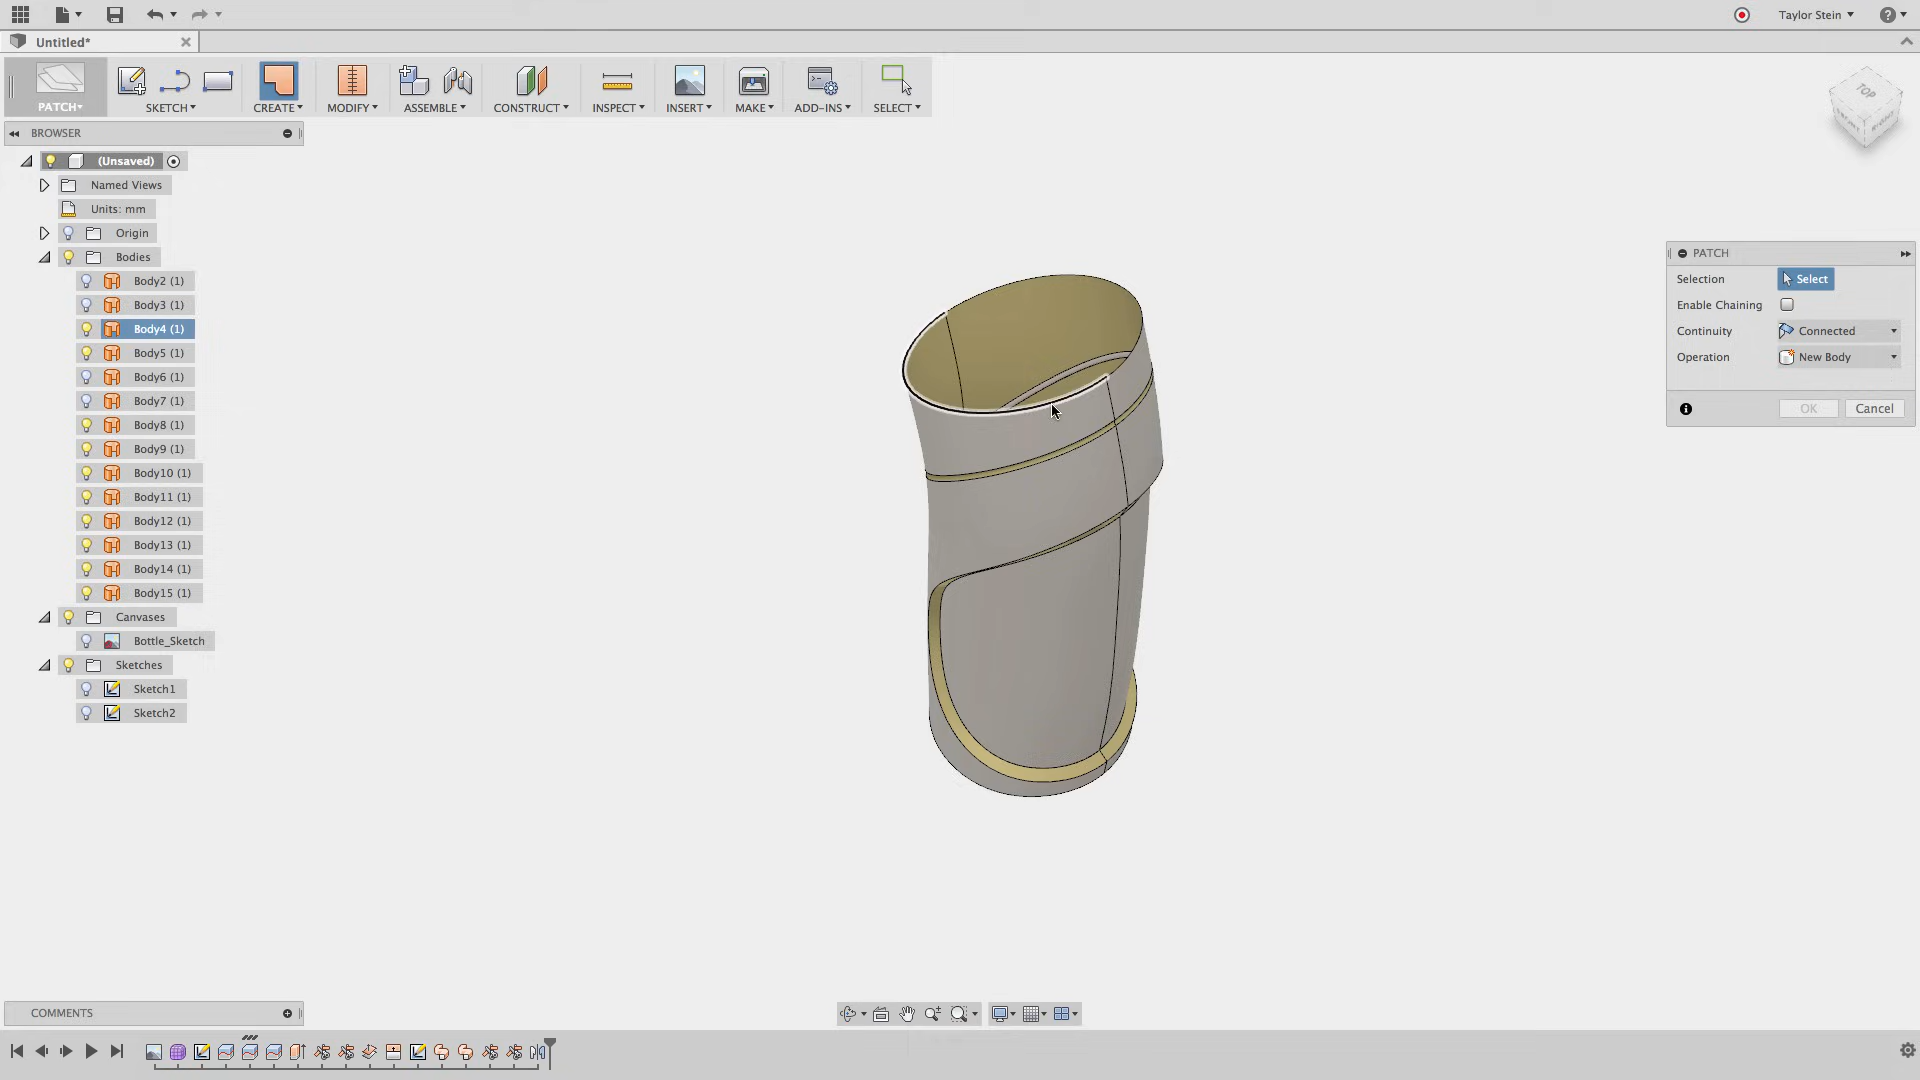 Taylor Stein
Untitled*
PATCH
SKETCH
CREATE
MODIFY
ASSEMBLE
CONSTRUCT
INSPECT
INSERT
MAKE
ADD-INS
SELECT
TOP
FRONT
RIGHT
BROWSER
(Unsaved)
Named Views
Units: mm
Origin
Bodies
Body2 (1)
Body3 (1)
Body4 (1)
Body5 (1)
Body6 (1)
Body7 (1)
Body8 (1)
Body9 (1)
Body10 (1)
Body11 (1)
Body12 (1)
Body13 (1)
Body14 (1)
Body15 (1)
Canvases
Bottle_Sketch
Sketches
Sketch1
Sketch2
PATCH
Selection Select
Enable Chaining
Continuity Connected
Operation New Body
OK Cancel
COMMENTS